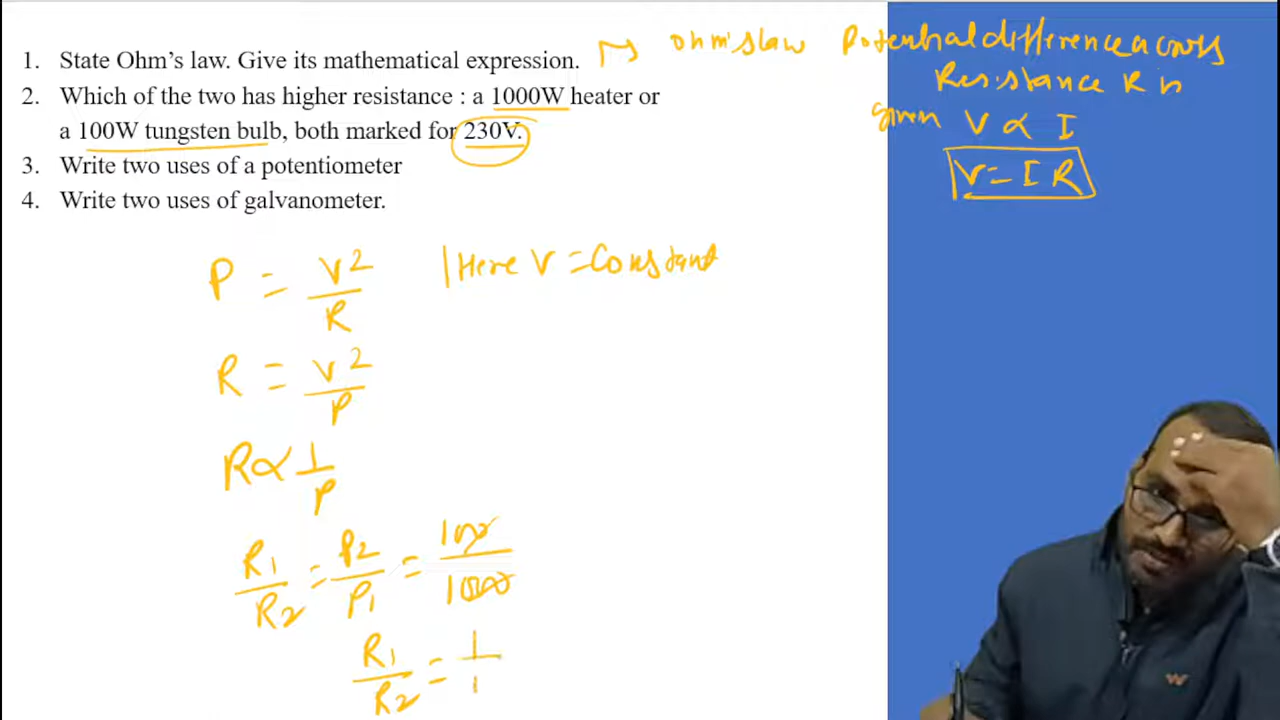 1. State Ohm's law. Give its mathematical expression.
2. Which of the two has higher resistance : a 1000W heater or
a 100W tungsten bulb, both marked for 230V.
3. Write two uses of a potentiometer
4. Write two uses of galvanometer.
ohm's law Potential difference across
Resistance R is
given V ∝ I
V = I R
P = V²/R | Here V = Constant
R = V²/P
R ∝ 1/P
R1/R2 = P2/P1 = 100/1000
R1/R2 = 1/1
W